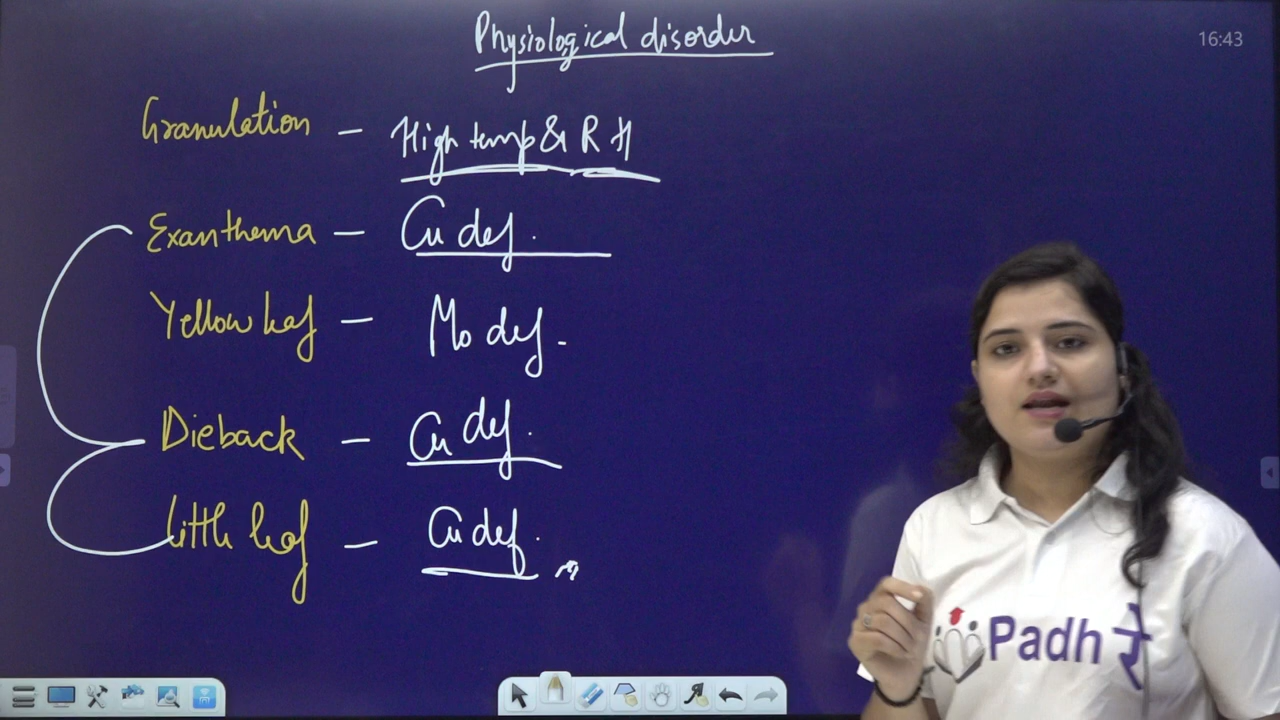 Physiological disorder
16:43
Granulation - High temp & RH
Exanthema - Cu def.
Yellow leaf - Mo def.
Dieback - Cu def.
Little leaf - Cu def.
Padh रे